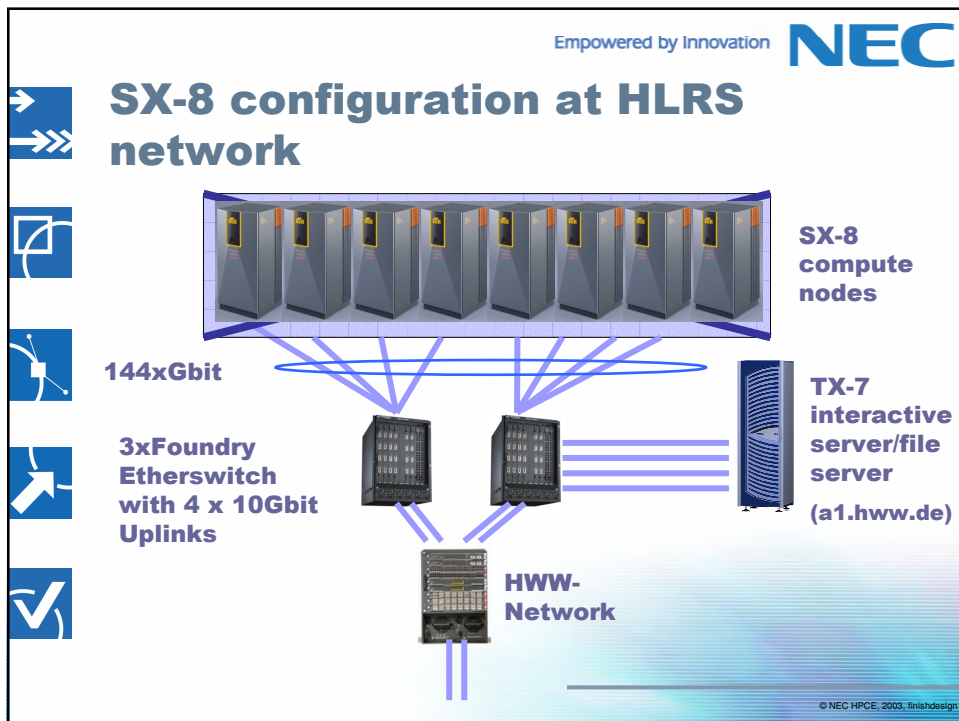 Empowered by Innovation NEC
SX-8 configuration at HLRS
network
SX-8
compute
nodes
144xGbit
TX-7
interactive
server/file
server
(a1.hww.de)
3xFoundry
Etherswitch
with 4 x 10Gbit
Uplinks
HWW-
Network
© NEC HPCE, 2003, finishdesign